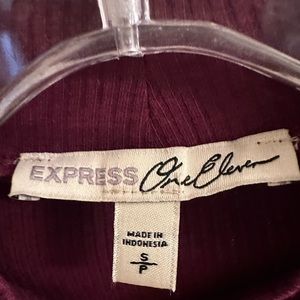 EXPRESS One Eleven
MADE IN
INDONESIA
S
P